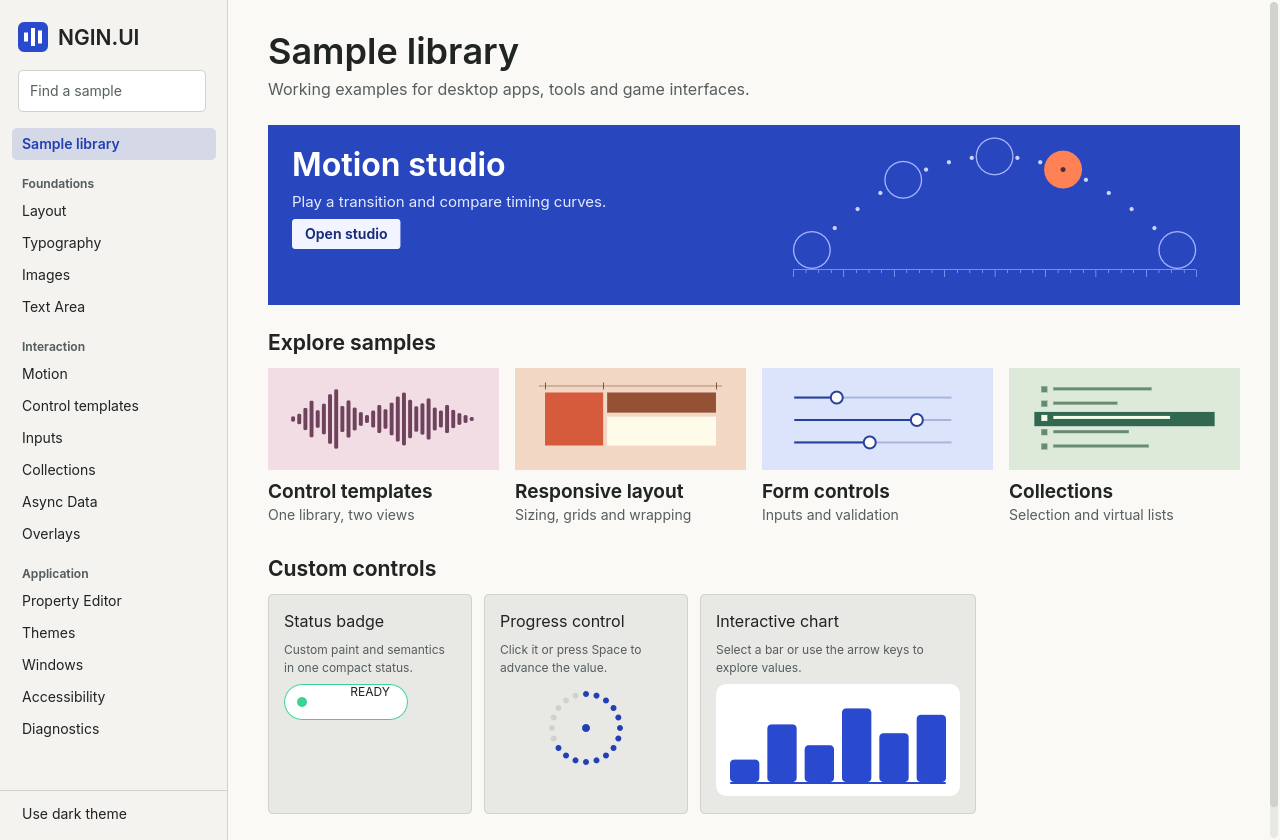 NGIN.UI
Find a sample
Sample library
Foundations
Layout
Typography
Images
Text Area
Interaction
Motion
Control templates
Inputs
Collections
Async Data
Overlays
Application
Property Editor
Themes
Windows
Accessibility
Diagnostics
Use dark theme
Sample library
Working examples for desktop apps, tools and game interfaces.
Motion studio
Play a transition and compare timing curves.
Open studio
Explore samples
Control templates
One library, two views
Responsive layout
Sizing, grids and wrapping
Form controls
Inputs and validation
Collections
Selection and virtual lists
Custom controls
Status badge
Custom paint and semantics
in one compact status.
READY
Progress control
Click it or press Space to
advance the value.
Interactive chart
Select a bar or use the arrow keys to
explore values.